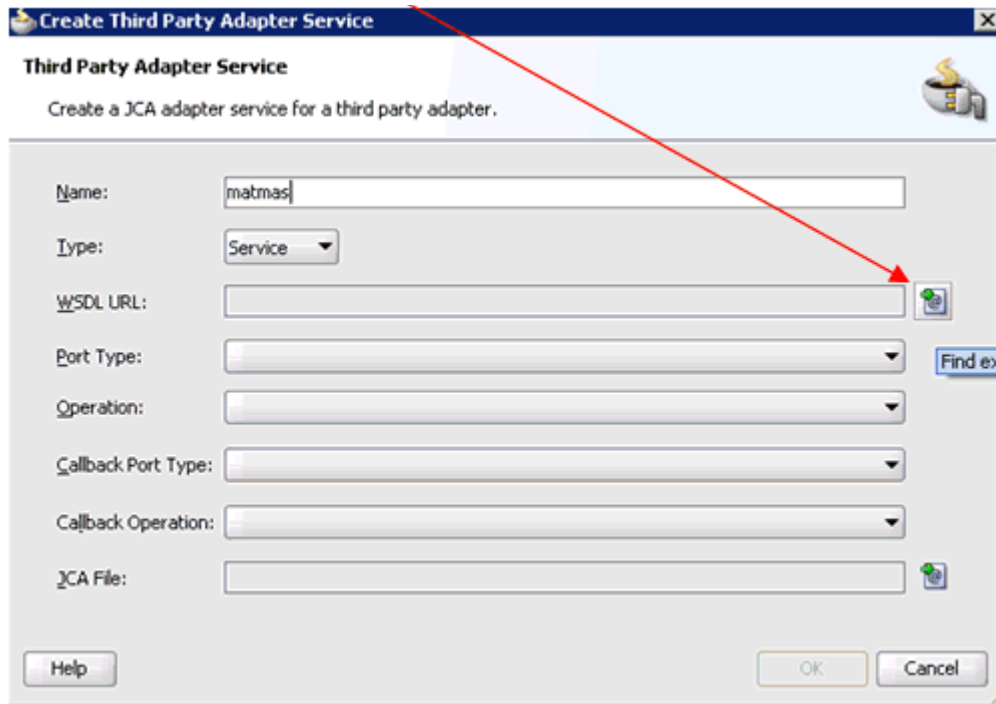 Create Third Party Adapter Service
Third Party Adapter Service
Create a JCA adapter service for a third party adapter.
Name: matmas
Type: Service
WSDL URL:
Port Type:
Find
Operation:
Callback Port Type:
Callback Operation:
JCA File:
Help OK Cancel